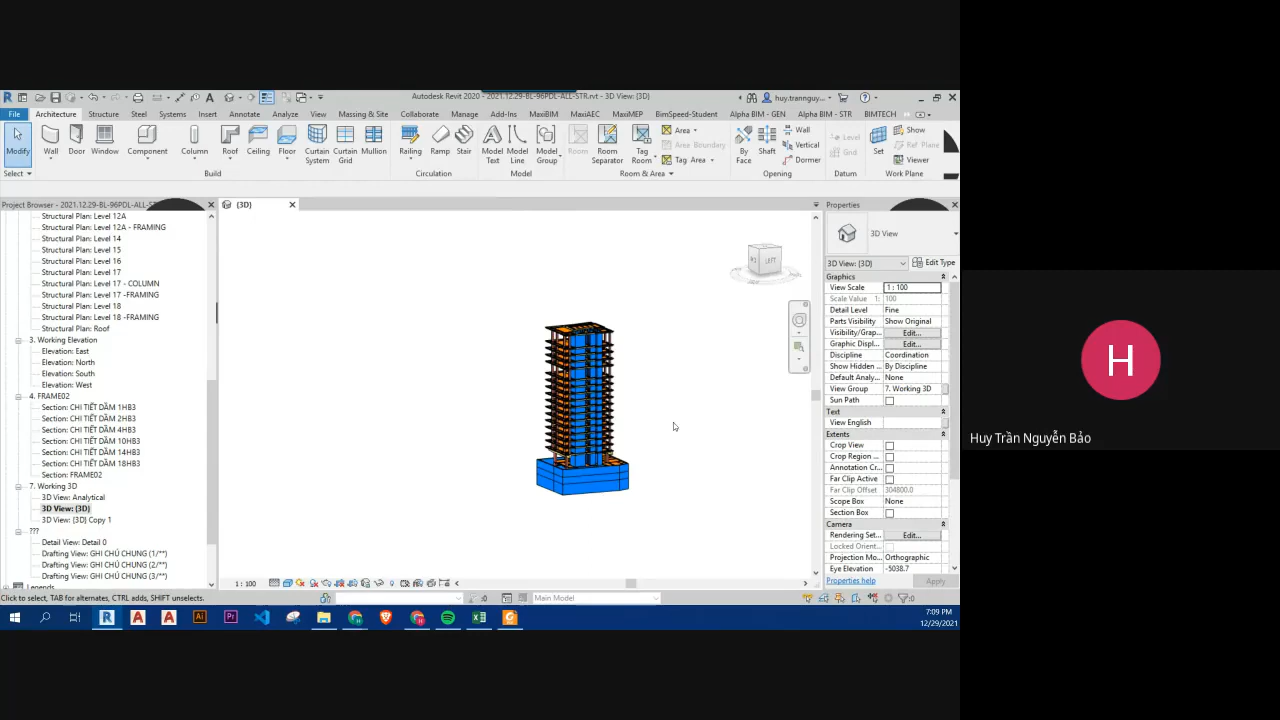 Autodesk Revit 2020 - 2021.12.29-BL-96PDL-ALL-STR.rvt - 3D View: {3D}
huy.trannguy...
File Architecture Structure Steel Systems Insert Annotate Analyze View Massing & Site Collaborate Manage Add-Ins MaxiBIM BimSpeed-Student MaxiAEC MaxiMEP Alpha BIM - GEN Alpha BIM - STR BIMTECH
Modify
Wall
Door
Window
Component
Column
Roof
Ceiling
Floor
Curtain System
Curtain Grid
Mullion
Railing
Ramp
Stair
Model Text
Model Line
Model Group
Room
Room Separator
Tag Room
Area
Area Boundary
Tag Area
By Face
Shaft
Wall
Vertical
Dormer
Level
Grid
Set
Show
Ref Plane
Viewer
Select Build Circulation Model Room & Area Opening Datum Work Plane
Project Browser - 2021.12.29-BL-96PDL-ALL-S
{3D}
Structural Plan: Level 12A
Structural Plan: Level 12A - FRAMING
Structural Plan: Level 14
Structural Plan: Level 15
Structural Plan: Level 16
Structural Plan: Level 17
Structural Plan: Level 17 - COLUMN
Structural Plan: Level 17 -FRAMING
Structural Plan: Level 18
Structural Plan: Level 18 -FRAMING
Structural Plan: Roof
3. Working Elevation
Elevation: East
Elevation: North
Elevation: South
Elevation: West
4. FRAME02
Section: CHI TIẾT DẦM 1HB3
Section: CHI TIẾT DẦM 2HB3
Section: CHI TIẾT DẦM 4HB3
Section: CHI TIẾT DẦM 10HB3
Section: CHI TIẾT DẦM 14HB3
Section: CHI TIẾT DẦM 18HB3
Section: FRAME02
7. Working 3D
3D View: Analytical
3D View: {3D}
3D View: {3D} Copy 1
???
Detail View: Detail 0
Drafting View: GHI CHÚ CHUNG (1/**)
Drafting View: GHI CHÚ CHUNG (2/**)
Drafting View: GHI CHÚ CHUNG (3/**)
Legends
LEFT
Properties
3D View
3D View: {3D} Edit Type
Graphics
View Scale 1 : 100
Scale Value 1: 100
Detail Level Fine
Parts Visibility Show Original
Visibility/Grap... Edit...
Graphic Displ... Edit...
Discipline Coordination
Show Hidden ... By Discipline
Default Analy... None
View Group 7. Working 3D
Sun Path
Text
View English
Extents
Crop View
Crop Region ...
Annotation Cr...
Far Clip Active
Far Clip Offset 304800.0
Scope Box None
Section Box
Camera
Rendering Set... Edit...
Locked Orient...
Projection Mo... Orthographic
Eye Elevation -5038.7
Properties help Apply
1 : 100
Click to select, TAB for alternates, CTRL adds, SHIFT unselects.
:0
Main Model
:0
7:09 PM
12/29/2021
H
Huy Trần Nguyễn Bảo